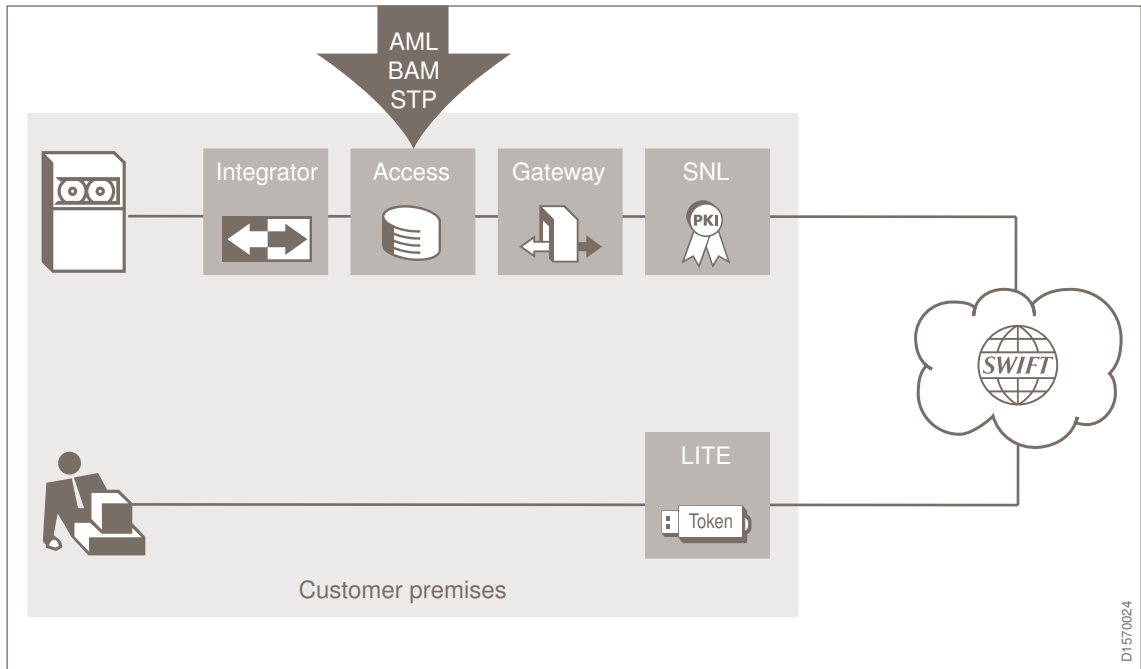 AML
BAM
STP
Integrator
Access
Gateway
SNL
PKI
SWIFT
LITE
Token
Customer premises
D1570024